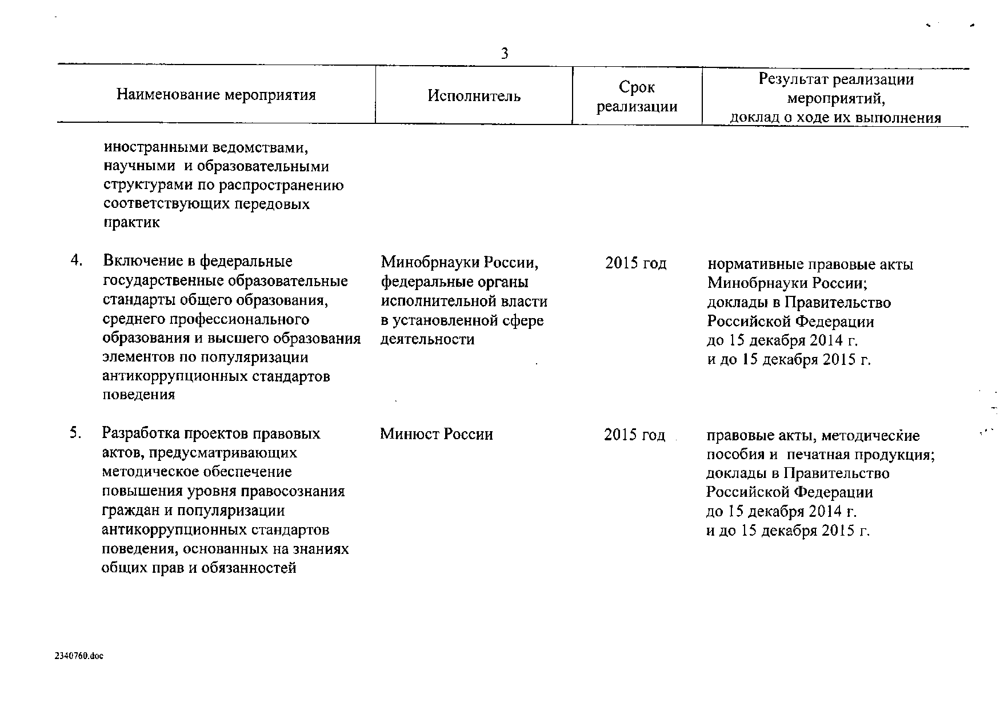 3
Наименование мероприятия
Исполнитель
Срок
реализации
Результат реализации
мероприятий,
доклад о ходе их выполнения
иностранными ведомствами,
научными и образовательными
структурами по распространению
соответствующих передовых
практик
4. Включение в федеральные
государственные образовательные
стандарты общего образования,
среднего профессионального
образования и высшего образования
элементов по популяризации
антикоррупционных стандартов
поведения
Минобрнауки России,
федеральные органы
исполнительной власти
в установленной сфере
деятельности
2015 год
нормативные правовые акты
Минобрнауки России;
доклады в Правительство
Российской Федерации
до 15 декабря 2014 г.
и до 15 декабря 2015 г.
5. Разработка проектов правовых
актов, предусматривающих
методическое обеспечение
повышения уровня правосознания
граждан и популяризации
антикоррупционных стандартов
поведения, основанных на знаниях
общих прав и обязанностей
Минюст России
2015 год
правовые акты, методические
пособия и печатная продукция;
доклады в Правительство
Российской Федерации
до 15 декабря 2014 г.
и до 15 декабря 2015 г.
2340760.doc